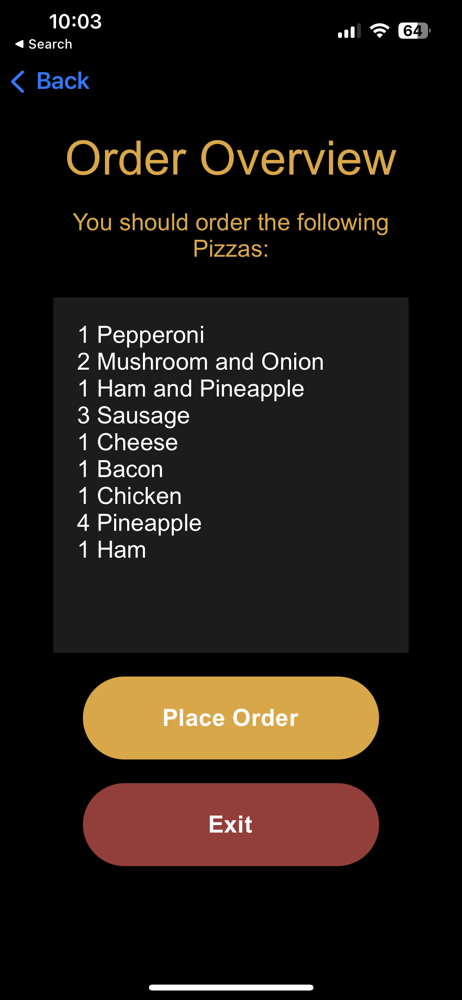 10:03
64
◀ Search
Back
Order Overview
You should order the following
Pizzas:
1 Pepperoni
2 Mushroom and Onion
1 Ham and Pineapple
3 Sausage
1 Cheese
1 Bacon
1 Chicken
4 Pineapple
1 Ham
Place Order
Exit